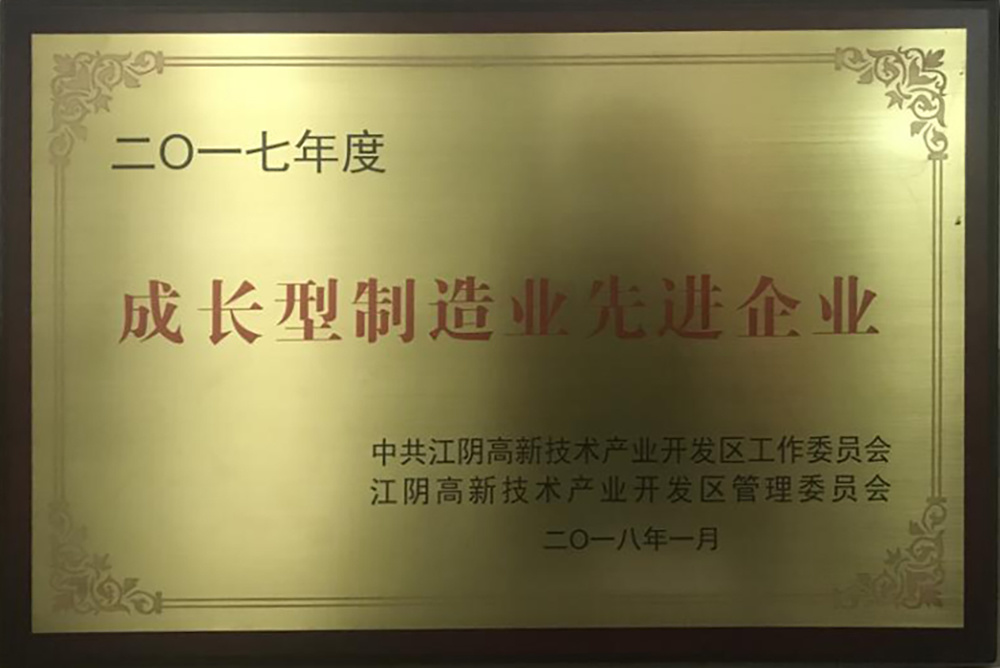 二〇一七年度
成长型制造业先进企业
中共江阴高新技术产业开发区工作委员会
江阴高新技术产业开发区管理委员会
二〇一八年一月